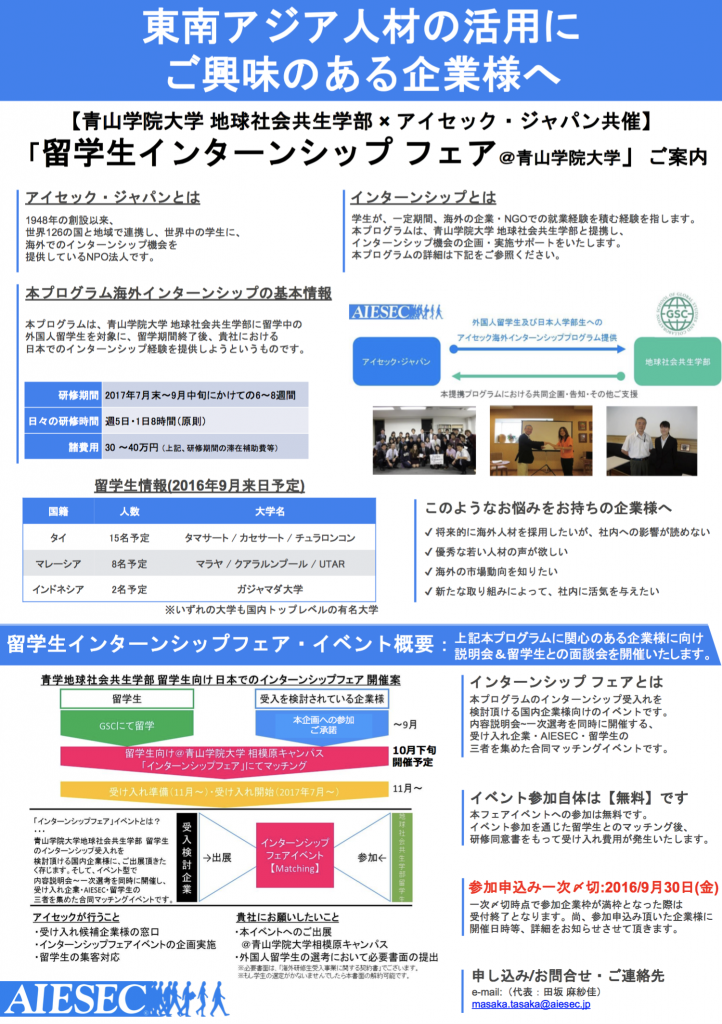 東南アジア人材の活用に
ご興味のある企業様へ
【青山学院大学 地球社会共生学部 × アイセック・ジャパン共催】
「留学生インターンシップ フェア＠青山学院大学」 ご案内
アイセック・ジャパンとは
1948年の創設以来、
世界126の国と地域で連携し、世界中の学生に、
海外でのインターンシップ機会を
提供しているNPO法人です。
インターンシップとは
学生が、一定期間、海外の企業・NGOでの就業経験を積む経験を指します。
本プログラムは、青山学院大学 地球社会共生学部と提携し、
インターンシップ機会の企画・実施サポートをいたします。
本プログラムの詳細は下記をご参照ください。
本プログラム海外インターンシップの基本情報
本プログラムは、青山学院大学 地球社会共生学部に留学中の
外国人留学生を対象に、留学期間終了後、貴社における
日本でのインターンシップ経験を提供しようというものです。
研修期間 2017年7月末～9月中旬にかけての6～8週間
日々の研修時間 週5日・1日8時間（原則）
諸費用 30 ～40万円（上記、研修期間の滞在補助費等）
AIESEC
GSC
外国人留学生及び日本人学部生への
アイセック海外インターンシッププログラム提供
アイセック・ジャパン
地球社会共生学部
本提携プログラムにおける共同企画・告知・その他ご支援
留学生情報(2016年9月来日予定)
国籍 人数 大学名
タイ 15名予定 タマサート / カセサート / チュラロンコン
マレーシア 8名予定 マラヤ / クアラルンプール / UTAR
インドネシア 2名予定 ガジャマダ大学
※いずれの大学も国内トップレベルの有名大学
このようなお悩みをお持ちの企業様へ
✓ 将来的に海外人材を採用したいが、社内への影響が読めない
✓ 優秀な若い人材の声が欲しい
✓ 海外の市場動向を知りたい
✓ 新たな取り組みによって、社内に活気を与えたい
留学生インターンシップフェア・イベント概要：
上記本プログラムに関心のある企業様に向け
説明会＆留学生との面談会を開催いたします。
青学地球社会共生学部 留学生向け 日本でのインターンシップフェア 開催案
留学生
受入を検討されている企業様
GSCにて留学
本企画への参加
ご承諾
～9月
留学生向け＠青山学院大学 相模原キャンパス
「インターンシップフェア」にてマッチング
10月下旬
開催予定
受け入れ準備（11月～）・受け入れ開始（2017年7月～）
11月～
「インターンシップフェア」イベントとは？
･･･
青山学院大学地球社会共生学部 留学生
のインターンシップ受入れを
検討頂ける国内企業様に、ご出展頂きた
く存じます。そして、イベント型で
内容説明会～一次選考を同時に開催し、
受け入れ企業・AIESEC・留学生の
三者を集めた合同マッチングイベントです。
受入検討企業
→出展
インターンシップ
フェアイベント
【Matching】
参加←
地球社会共生学部留学生
アイセックが行うこと
・受け入れ候補企業様の窓口
・インターンシップフェアイベントの企画実施
・留学生の集客対応
貴社にお願いしたいこと
・本イベントへのご出展
＠青山学院大学相模原キャンパス
・外国人留学生の選考において必要書面の提出
※必要書面は、「海外研修生受入事業に関する契約書」でございます。
※もし学生の選定がかないませんでしたら本書面の解約可能です。
AIESEC
インターンシップ フェアとは
本プログラムのインターンシップ受入れを
検討頂ける国内企業様向けのイベントです。
内容説明会~一次選考を同時に開催する、
受け入れ企業・AIESEC・留学生の
三者を集めた合同マッチングイベントです。
イベント参加自体は【無料】です
本フェアイベントへの参加は無料です。
イベント参加を通じた留学生とのマッチング後、
研修同意書をもって受け入れ費用が発生いたします。
参加申込み一次〆切:2016/9月30日(金)
一次〆切時点で参加企業枠が満枠となった際は
受付終了となります。尚、参加申込み頂いた企業様に
開催日時等、詳細をお知らせさせて頂きます。
申し込み/お問合せ・ご連絡先
e-mail:（代表：田坂 麻紗佳）
masaka.tasaka@aiesec.jp